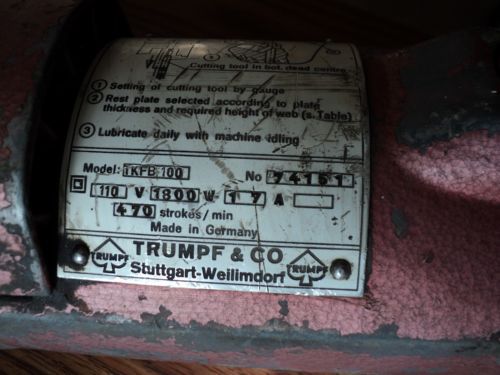 Cutting tool in bot. dead centre
① Setting of cutting tool by gauge
② Rest plate selected according to plate
thickness and required height of web (s. Table)
③ Lubricate daily with machine idling
Model: TKFB 100 No 74151
110 V 1800 W 17 A
470 strokes/min
Made in Germany
TRUMPF & CO
Stuttgart-Weilimdorf
TRUMPF TRUMPF